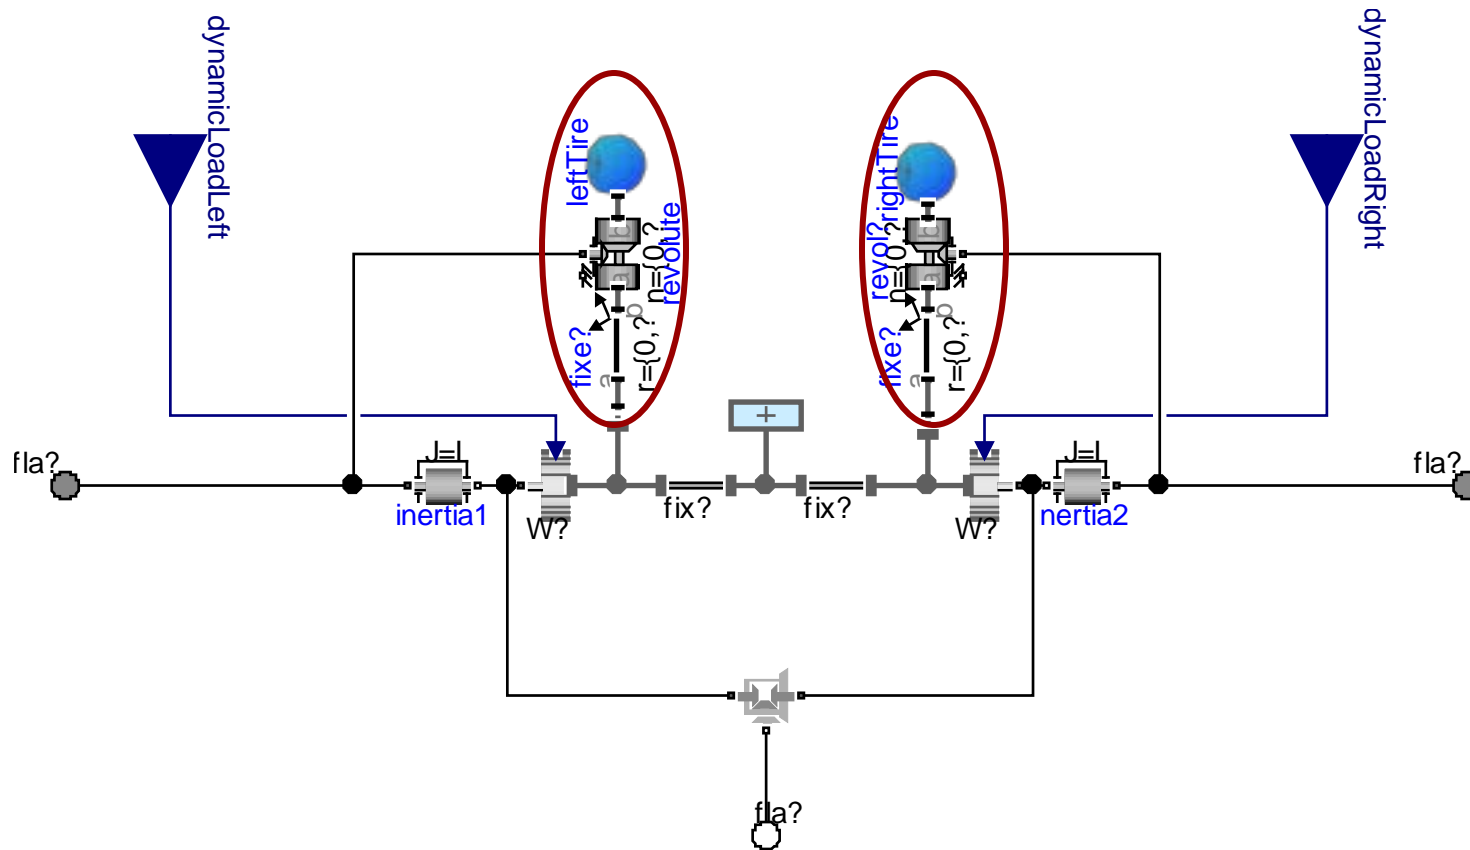 dynamicLoadLeft
dynamicLoadRight
leftTire
rightTire
b
n={0,?
revolute
a
revol?
b
n={0,?
a
b
fixe?
r={0,?
a
b
fixe?
r={0,?
a
fla?
J=I
inertia1
W?
fix?
fix?
W?
J=I
nertia2
fla?
fla?